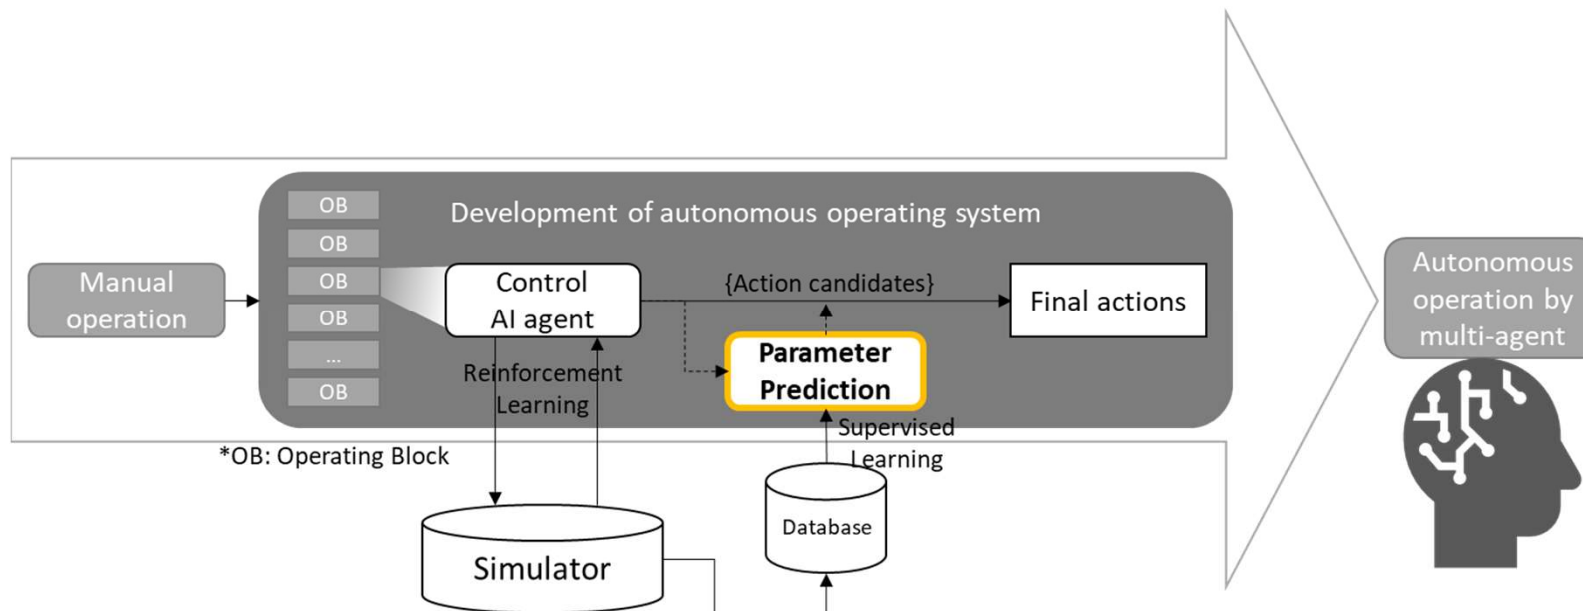 OB
OB
OB
OB
...
OB
Development of autonomous operating system
Manual
operation
Control
AI agent
{Action candidates}
Final actions
Parameter
Prediction
Reinforcement
Learning
Supervised
Learning
*OB: Operating Block
Simulator
Database
Autonomous
operation by
multi-agent